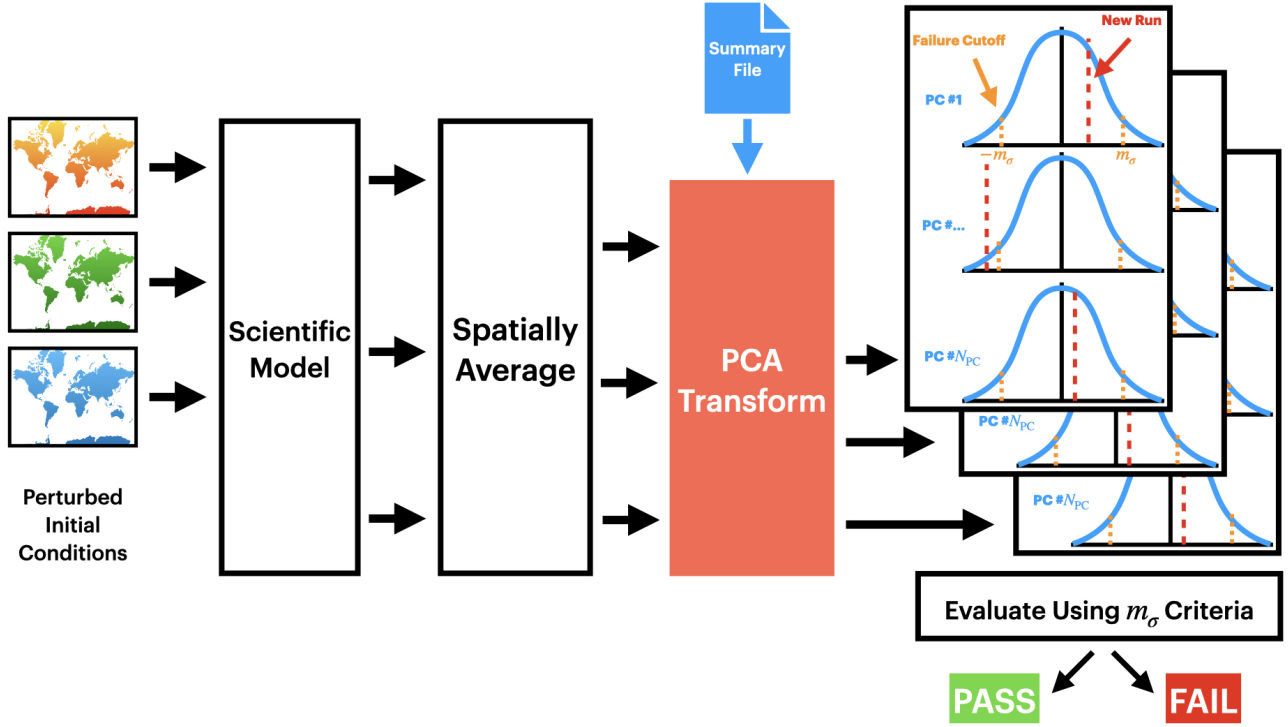 Perturbed
Initial
Conditions
Scientific
Model
Spatially
Average
Summary
File
PCA
Transform
New Run
Failure Cutoff
PC #1
−mσ
mσ
PC #...
PC #NPC
PC #NPC
PC #NPC
Evaluate Using mσ Criteria
PASS
FAIL